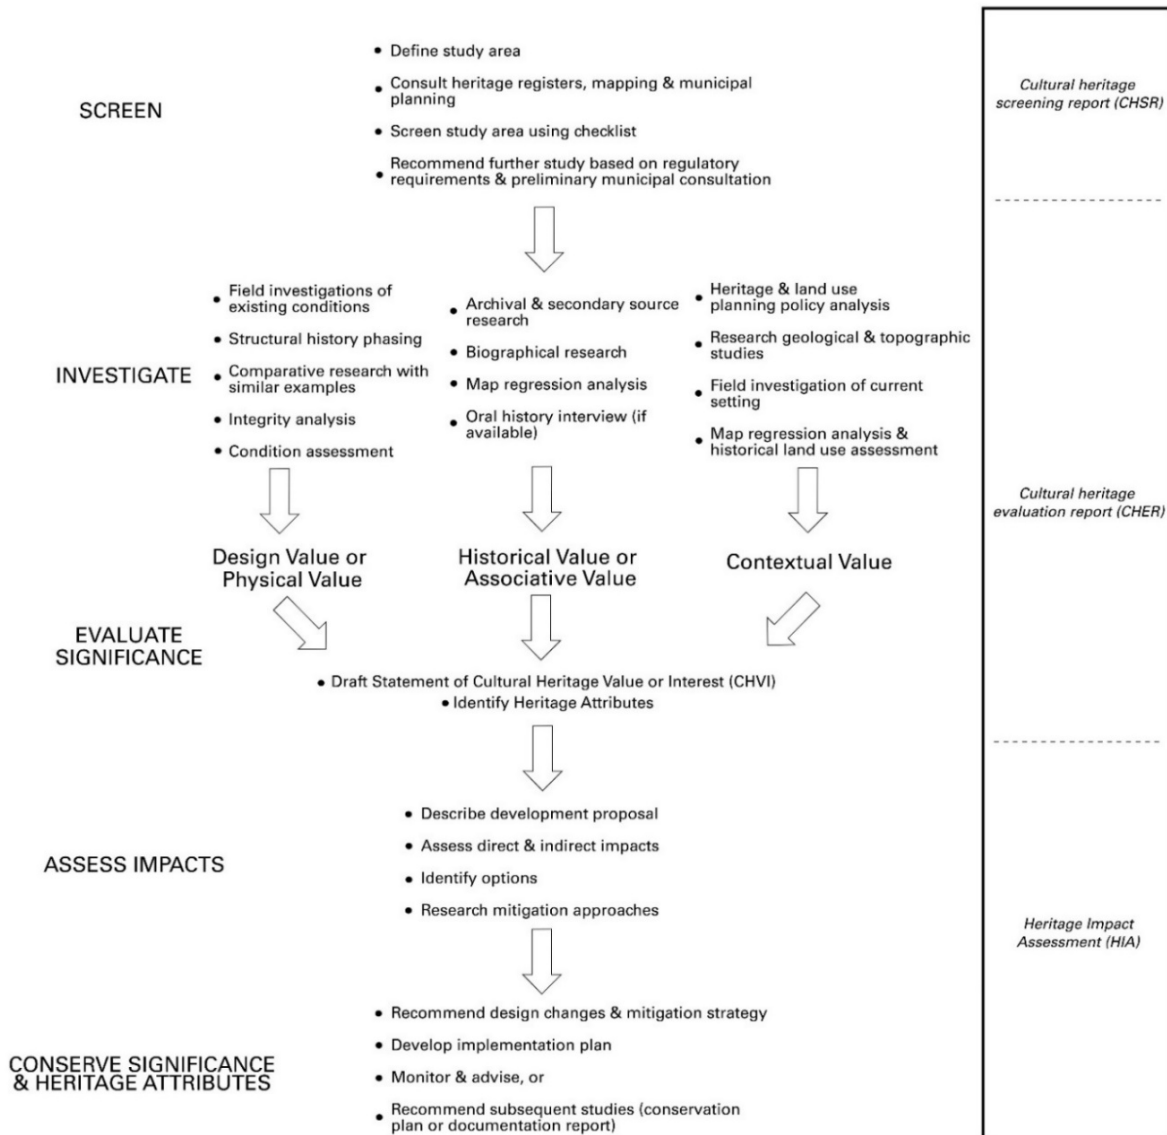 SCREEN
• Define study area
• Consult heritage registers, mapping & municipal
planning
• Screen study area using checklist
• Recommend further study based on regulatory
requirements & preliminary municipal consultation
Cultural heritage
screening report (CHSR)
INVESTIGATE
• Field investigations of
existing conditions
• Structural history phasing
• Comparative research with
similar examples
• Integrity analysis
• Condition assessment
• Archival & secondary source
research
• Biographical research
• Map regression analysis
• Oral history interview (if
available)
• Heritage & land use
planning policy analysis
• Research geological & topographic
studies
• Field investigation of current
setting
• Map regression analysis &
historical land use assessment
Cultural heritage
evaluation report (CHER)
Design Value or
Physical Value
Historical Value or
Associative Value
Contextual Value
EVALUATE
SIGNIFICANCE
• Draft Statement of Cultural Heritage Value or Interest (CHVI)
• Identify Heritage Attributes
ASSESS IMPACTS
• Describe development proposal
• Assess direct & indirect impacts
• Identify options
• Research mitigation approaches
Heritage Impact
Assessment (HIA)
CONSERVE SIGNIFICANCE
& HERITAGE ATTRIBUTES
• Recommend design changes & mitigation strategy
• Develop implementation plan
• Monitor & advise, or
• Recommend subsequent studies (conservation
plan or documentation report)